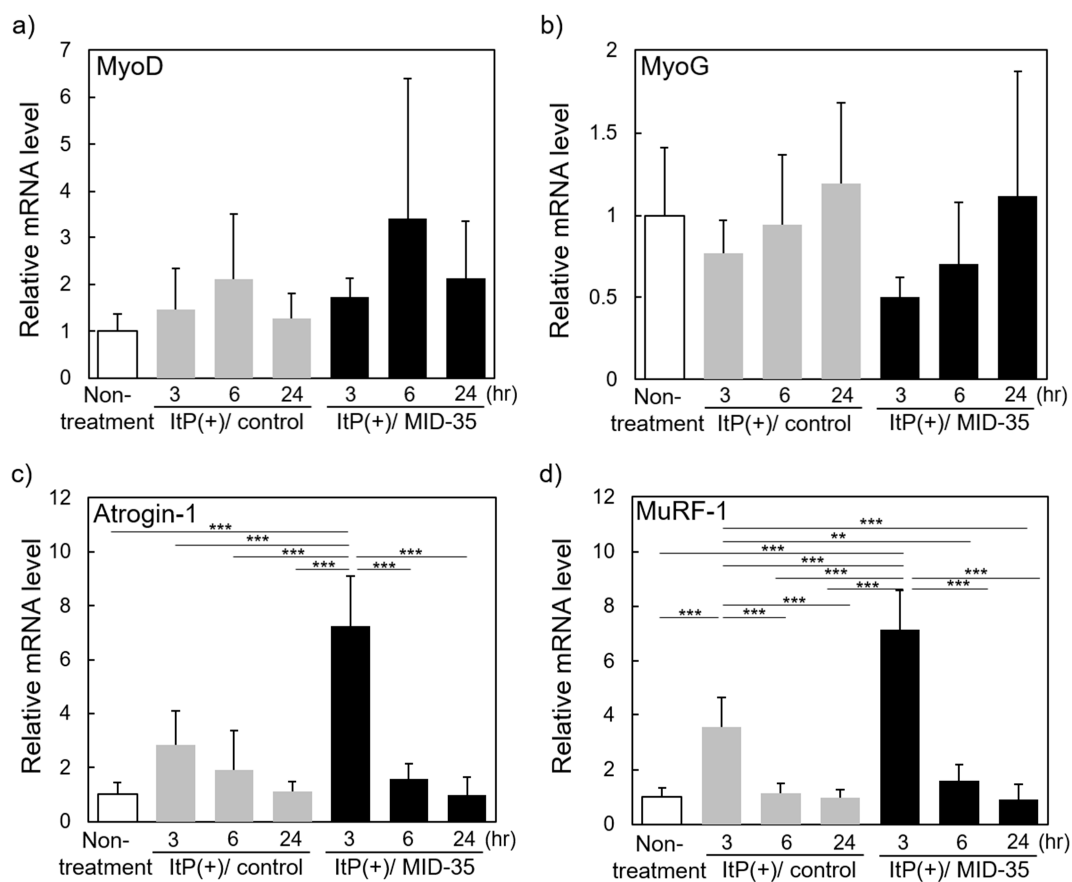 a)
MyoD
Relative mRNA level
7
6
5
4
3
2
1
0
Non-
treatment
3 6 24 (hr)
ItP(+)/ control
3 6 24
ItP(+)/ MID-35
b)
MyoG
Relative mRNA level
2
1.5
1
0.5
0
Non-
treatment
3 6 24 (hr)
ItP(+)/ control
3 6 24
ItP(+)/ MID-35
c)
Atrogin-1
Relative mRNA level
12
10
8
6
4
2
0
***
***
*** ***
*** ***
Non-
treatment
3 6 24 (hr)
ItP(+)/ control
3 6 24
ItP(+)/ MID-35
d)
MuRF-1
Relative mRNA level
12
10
8
6
4
2
0
***
**
***
***
*** ***
*** ***
***
*** ***
Non-
treatment
3 6 24 (hr)
ItP(+)/ control
3 6 24
ItP(+)/ MID-35